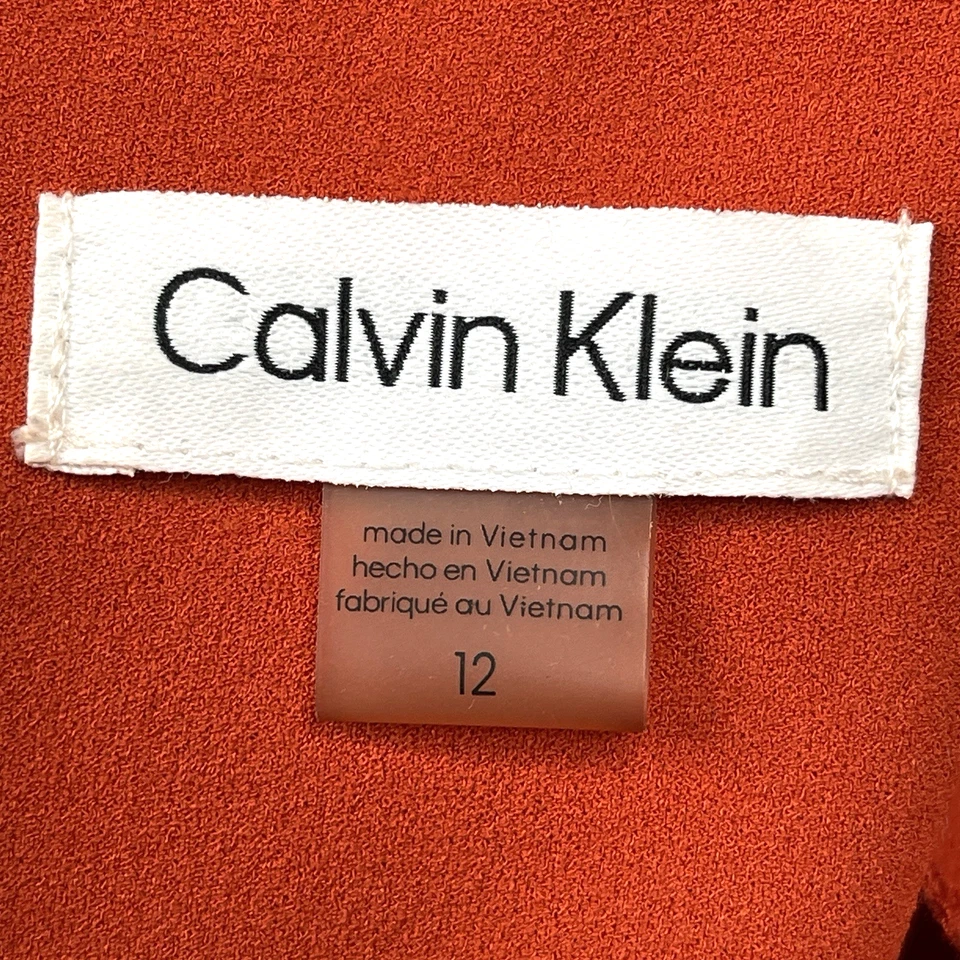 Calvin Klein
made in Vietnam
hecho en Vietnam
fabriqué au Vietnam
12